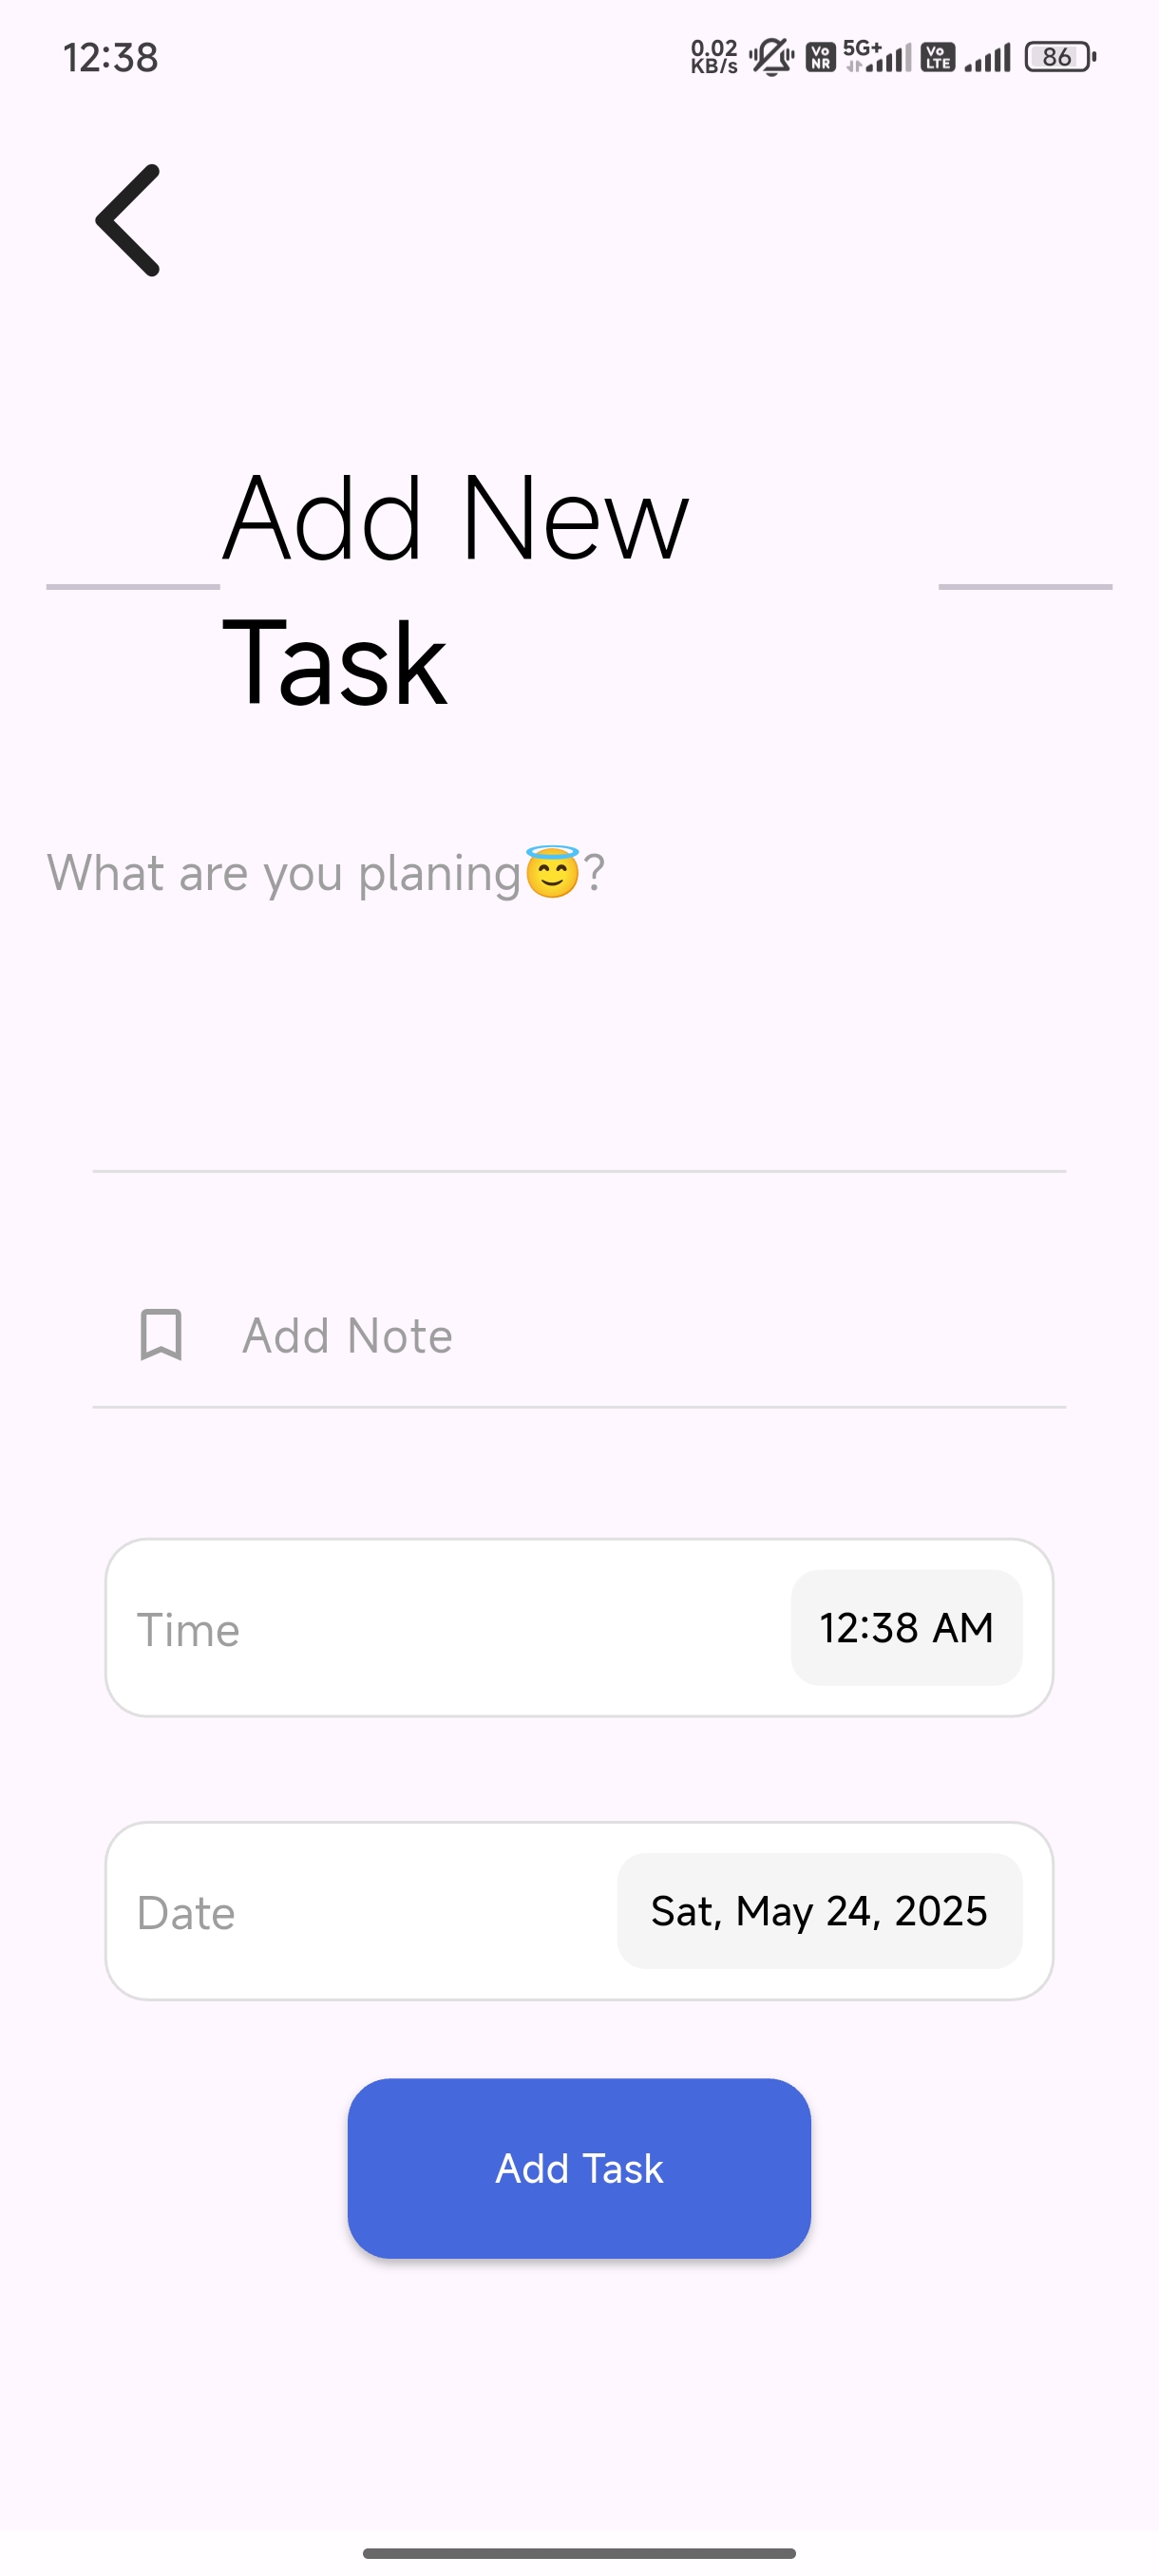 12:38 0.02 KB/s Vo NR 5G+ Vo LTE 86
Add New
Task
What are you planing😇?
Add Note
Time 12:38 AM
Date Sat, May 24, 2025
Add Task